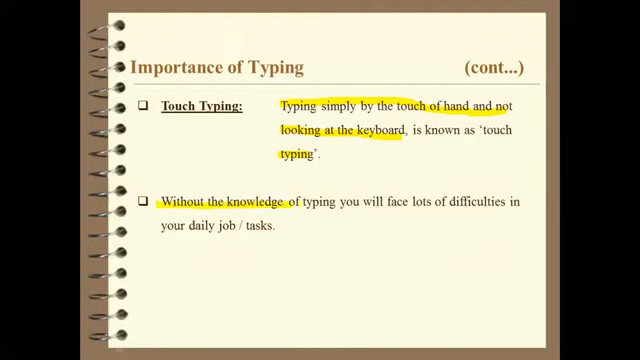 Importance of Typing (cont...)
Touch Typing: Typing simply by the touch of hand and not
looking at the keyboard, is known as ‘touch
typing’.
Without the knowledge of typing you will face lots of difficulties in
your daily job / tasks.